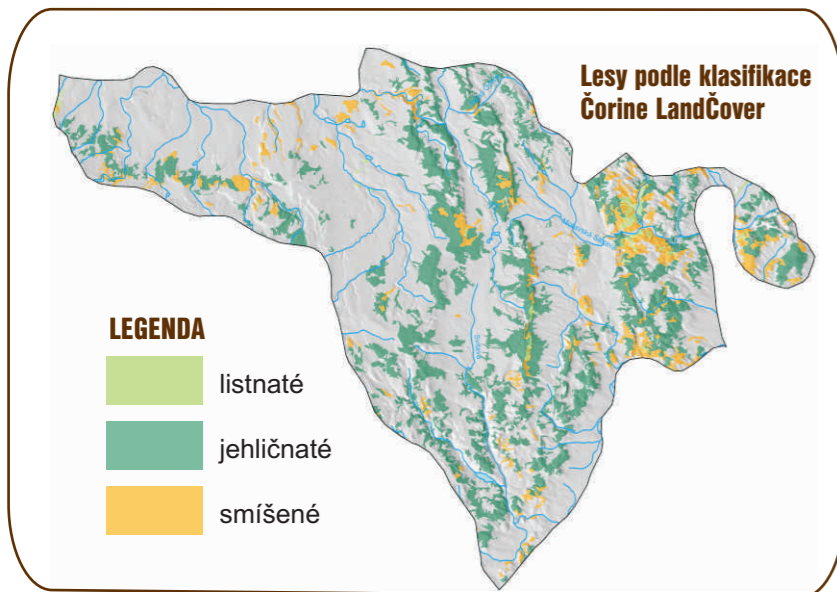 Lesy podle klasifikace
Čorine LandČover
LEGENDA
listnaté
jehličnaté
smíšené